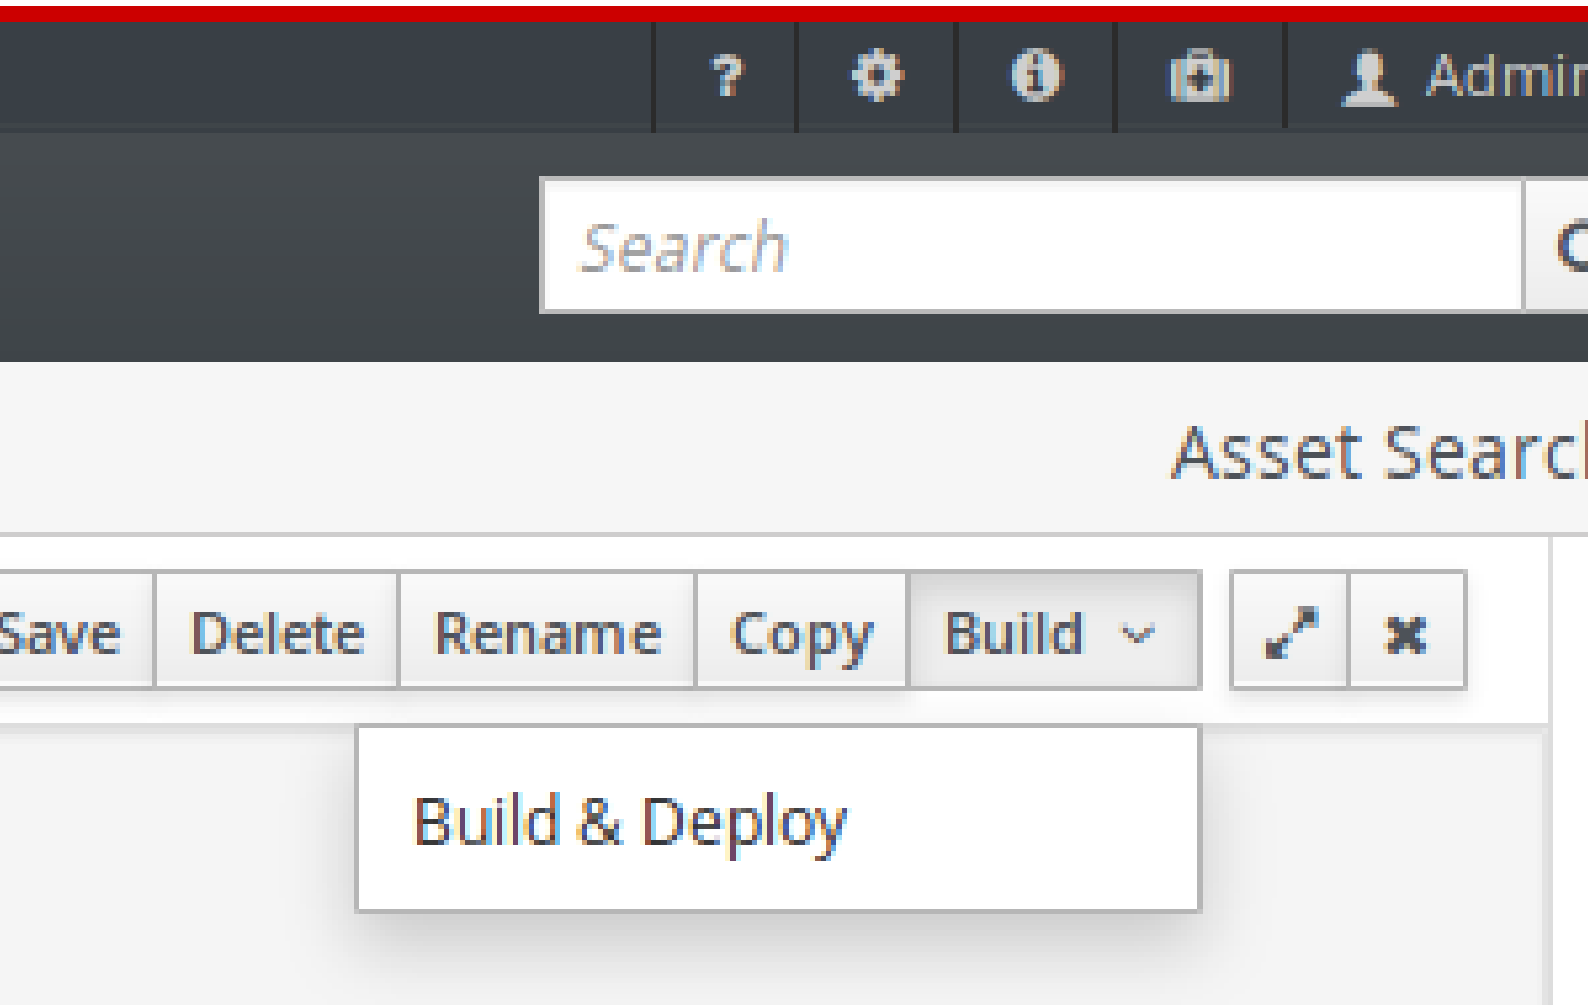 ? Admin
Search
Asset Search
Save Delete Rename Copy Build
Build & Deploy